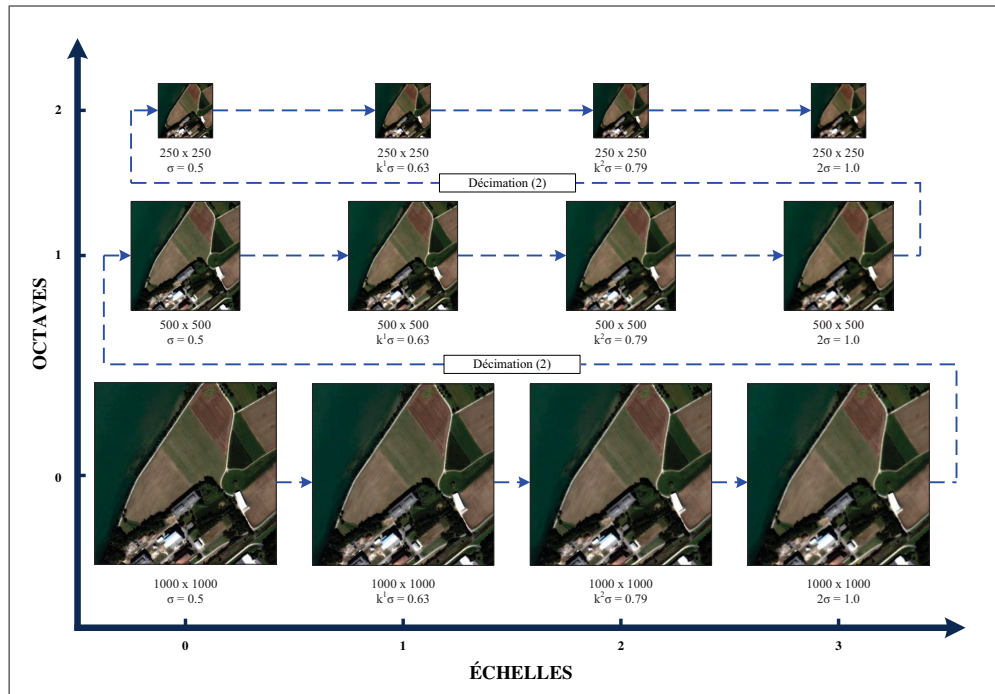 2
250 x 250
σ = 0.5
250 x 250
k¹σ = 0.63
250 x 250
k²σ = 0.79
250 x 250
2σ = 1.0
Décimation (2)
1
500 x 500
σ = 0.5
500 x 500
k¹σ = 0.63
500 x 500
k²σ = 0.79
500 x 500
2σ = 1.0
Décimation (2)
OCTAVES
0
1000 x 1000
σ = 0.5
1000 x 1000
k¹σ = 0.63
1000 x 1000
k²σ = 0.79
1000 x 1000
2σ = 1.0
0
1
2
3
ÉCHELLES